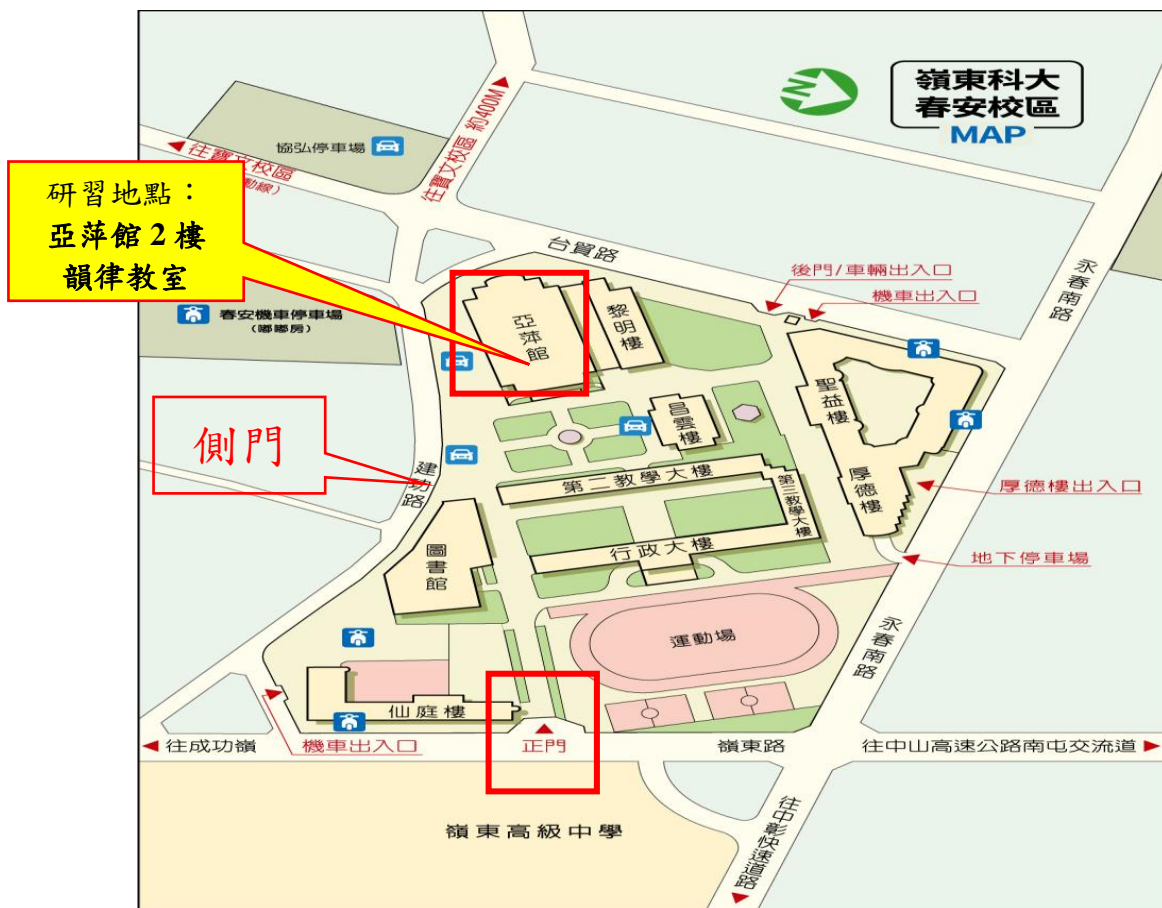 嶺東科大
春安校區
MAP
N
協弘停車場
往寶文校區 約400M
往寶文校區
動線)
研習地點：
亞萍館 2 樓
韻律教室
台貿路
永春南路
後門/車輛出入口
機車出入口
春安機車停車場
(嘟嘟房)
亞萍館
黎明樓
聖益樓
昌雲樓
側門
建功路
第二教學大樓
第三教學大樓
厚德樓
厚德樓出入口
圖書館
行政大樓
地下停車場
運動場
永春南路
仙庭樓
往成功嶺
機車出入口
正門
嶺東路
往中山高速公路南屯交流道
嶺東高級中學
往中彰快速道路